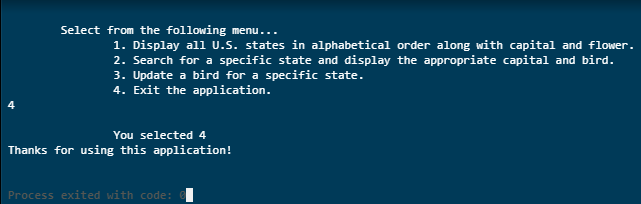 Select from the following menu...
1. Display all U.S. states in alphabetical order along with capital and flower.
2. Search for a specific state and display the appropriate capital and bird.
3. Update a bird for a specific state.
4. Exit the application.
4
You selected 4
Thanks for using this application!
Process exited with code: 0